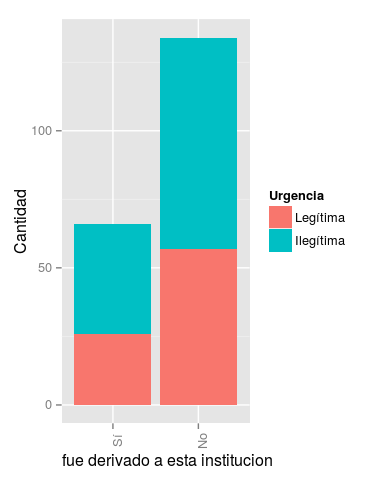 Cantidad
100
50
0
Sí
No
fue derivado a esta institucion
Urgencia
Legítima
Ilegítima